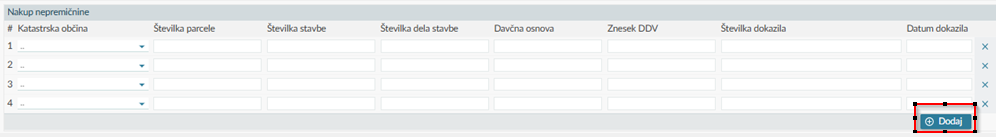 Nakup nepremičnine
# Katastrska občina Številka parcele Številka stavbe Številka dela stavbe Davčna osnova Znesek DDV Številka dokazila Datum dokazila
1 .. ×
2 .. ×
3 .. ×
4 .. ×
Dodaj